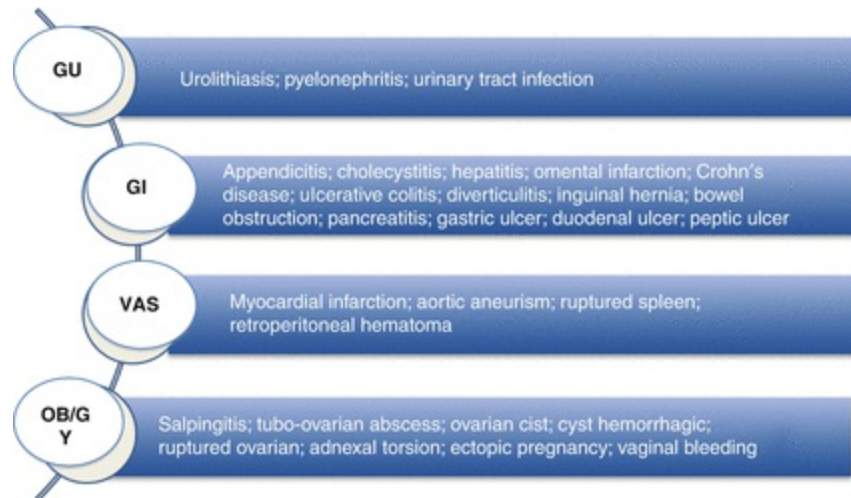 GU
Urolithiasis; pyelonephritis; urinary tract infection
GI
Appendicitis; cholecystitis; hepatitis; omental infarction; Crohn's
disease; ulcerative colitis; diverticulitis; inguinal hernia; bowel
obstruction; pancreatitis; gastric ulcer; duodenal ulcer; peptic ulcer
VAS
Myocardial infarction; aortic aneurism; ruptured spleen;
retroperitoneal hematoma
OB/G
Y
Salpingitis; tubo-ovarian abscess; ovarian cist; cyst hemorrhagic;
ruptured ovarian; adnexal torsion; ectopic pregnancy; vaginal bleeding